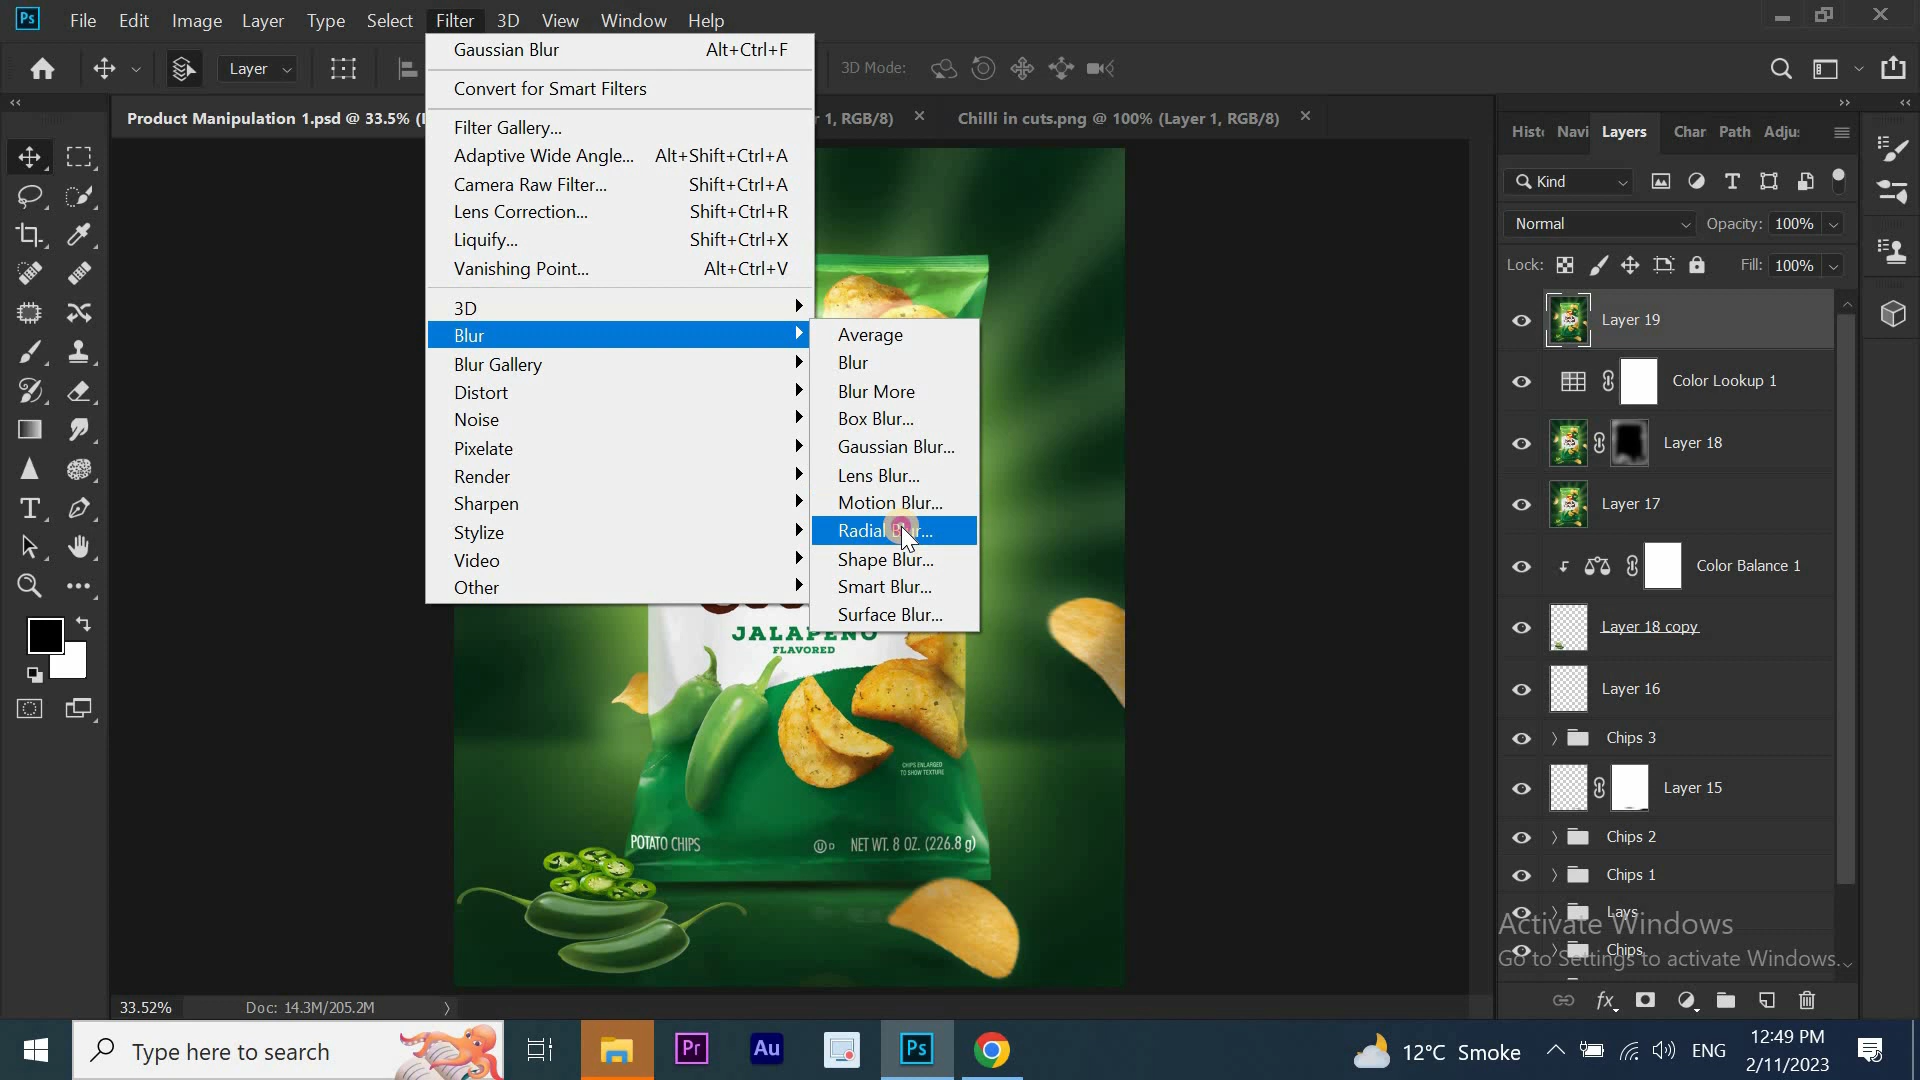 Ps File Edit Image Layer Type Select Filter 3D View Window Help
Layer
3D Mode:
Product Manipulation 1.psd @ 33.5% (
r 1, RGB/8)
Chilli in cuts.png @ 100% (Layer 1, RGB/8)
Gaussian Blur Alt+Ctrl+F
Convert for Smart Filters
Filter Gallery...
Adaptive Wide Angle... Alt+Shift+Ctrl+A
Camera Raw Filter... Shift+Ctrl+A
Lens Correction... Shift+Ctrl+R
Liquify... Shift+Ctrl+X
Vanishing Point... Alt+Ctrl+V
3D
Blur
Blur Gallery
Distort
Noise
Pixelate
Render
Sharpen
Stylize
Video
Other
Average
Blur
Blur More
Box Blur...
Gaussian Blur...
Lens Blur...
Motion Blur...
Radial Blur...
Shape Blur...
Smart Blur...
Surface Blur...
JALAPEÑO
FLAVORED
CHIPS ENLARGED
TO SHOW TEXTURE
POTATO CHIPS
U D NET WT. 8 OZ. (226.8 g)
Histo Navi Layers Char Path Adju
Kind
Normal Opacity: 100%
Lock: Fill: 100%
Layer 19
Color Lookup 1
Layer 18
Layer 17
Color Balance 1
Layer 18 copy
Layer 16
Chips 3
Layer 15
Chips 2
Chips 1
Lays
Chips
Activate Windows
Go to Settings to activate Windows.
fx
33.52% Doc: 14.3M/205.2M
Type here to search
Pr Au Ps
12°C Smoke
ENG
12:49 PM
2/11/2023